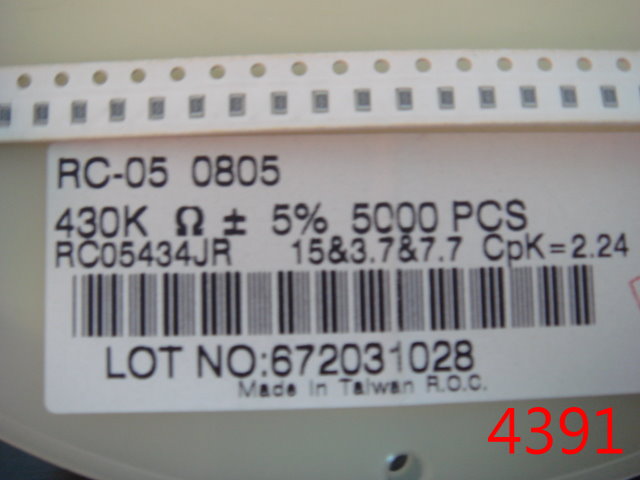 RC-05 0805
430K Ω ± 5% 5000 PCS
RC05434JR 15&3.7&7.7 CpK=2.24
LOT NO:672031028
Made In Taiwan R.O.C.
4391